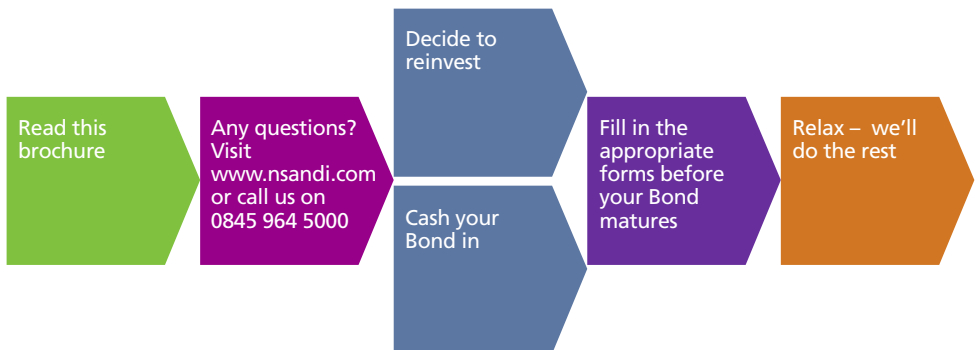 Read this
brochure
Any questions?
Visit
www.nsandi.com
or call us on
0845 964 5000
Decide to
reinvest
Cash your
Bond in
Fill in the
appropriate
forms before
your Bond
matures
Relax – we’ll
do the rest